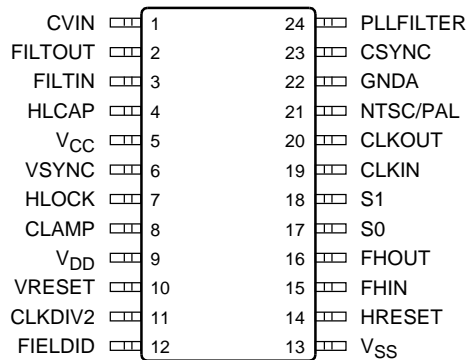 CVIN 1 24 PLLFILTER
FILTOUT 2 23 CSYNC
FILTIN 3 22 GNDA
HLCAP 4 21 NTSC/PAL
VCC 5 20 CLKOUT
VSYNC 6 19 CLKIN
HLOCK 7 18 S1
CLAMP 8 17 S0
VDD 9 16 FHOUT
VRESET 10 15 FHIN
CLKDIV2 11 14 HRESET
FIELDID 12 13 VSS